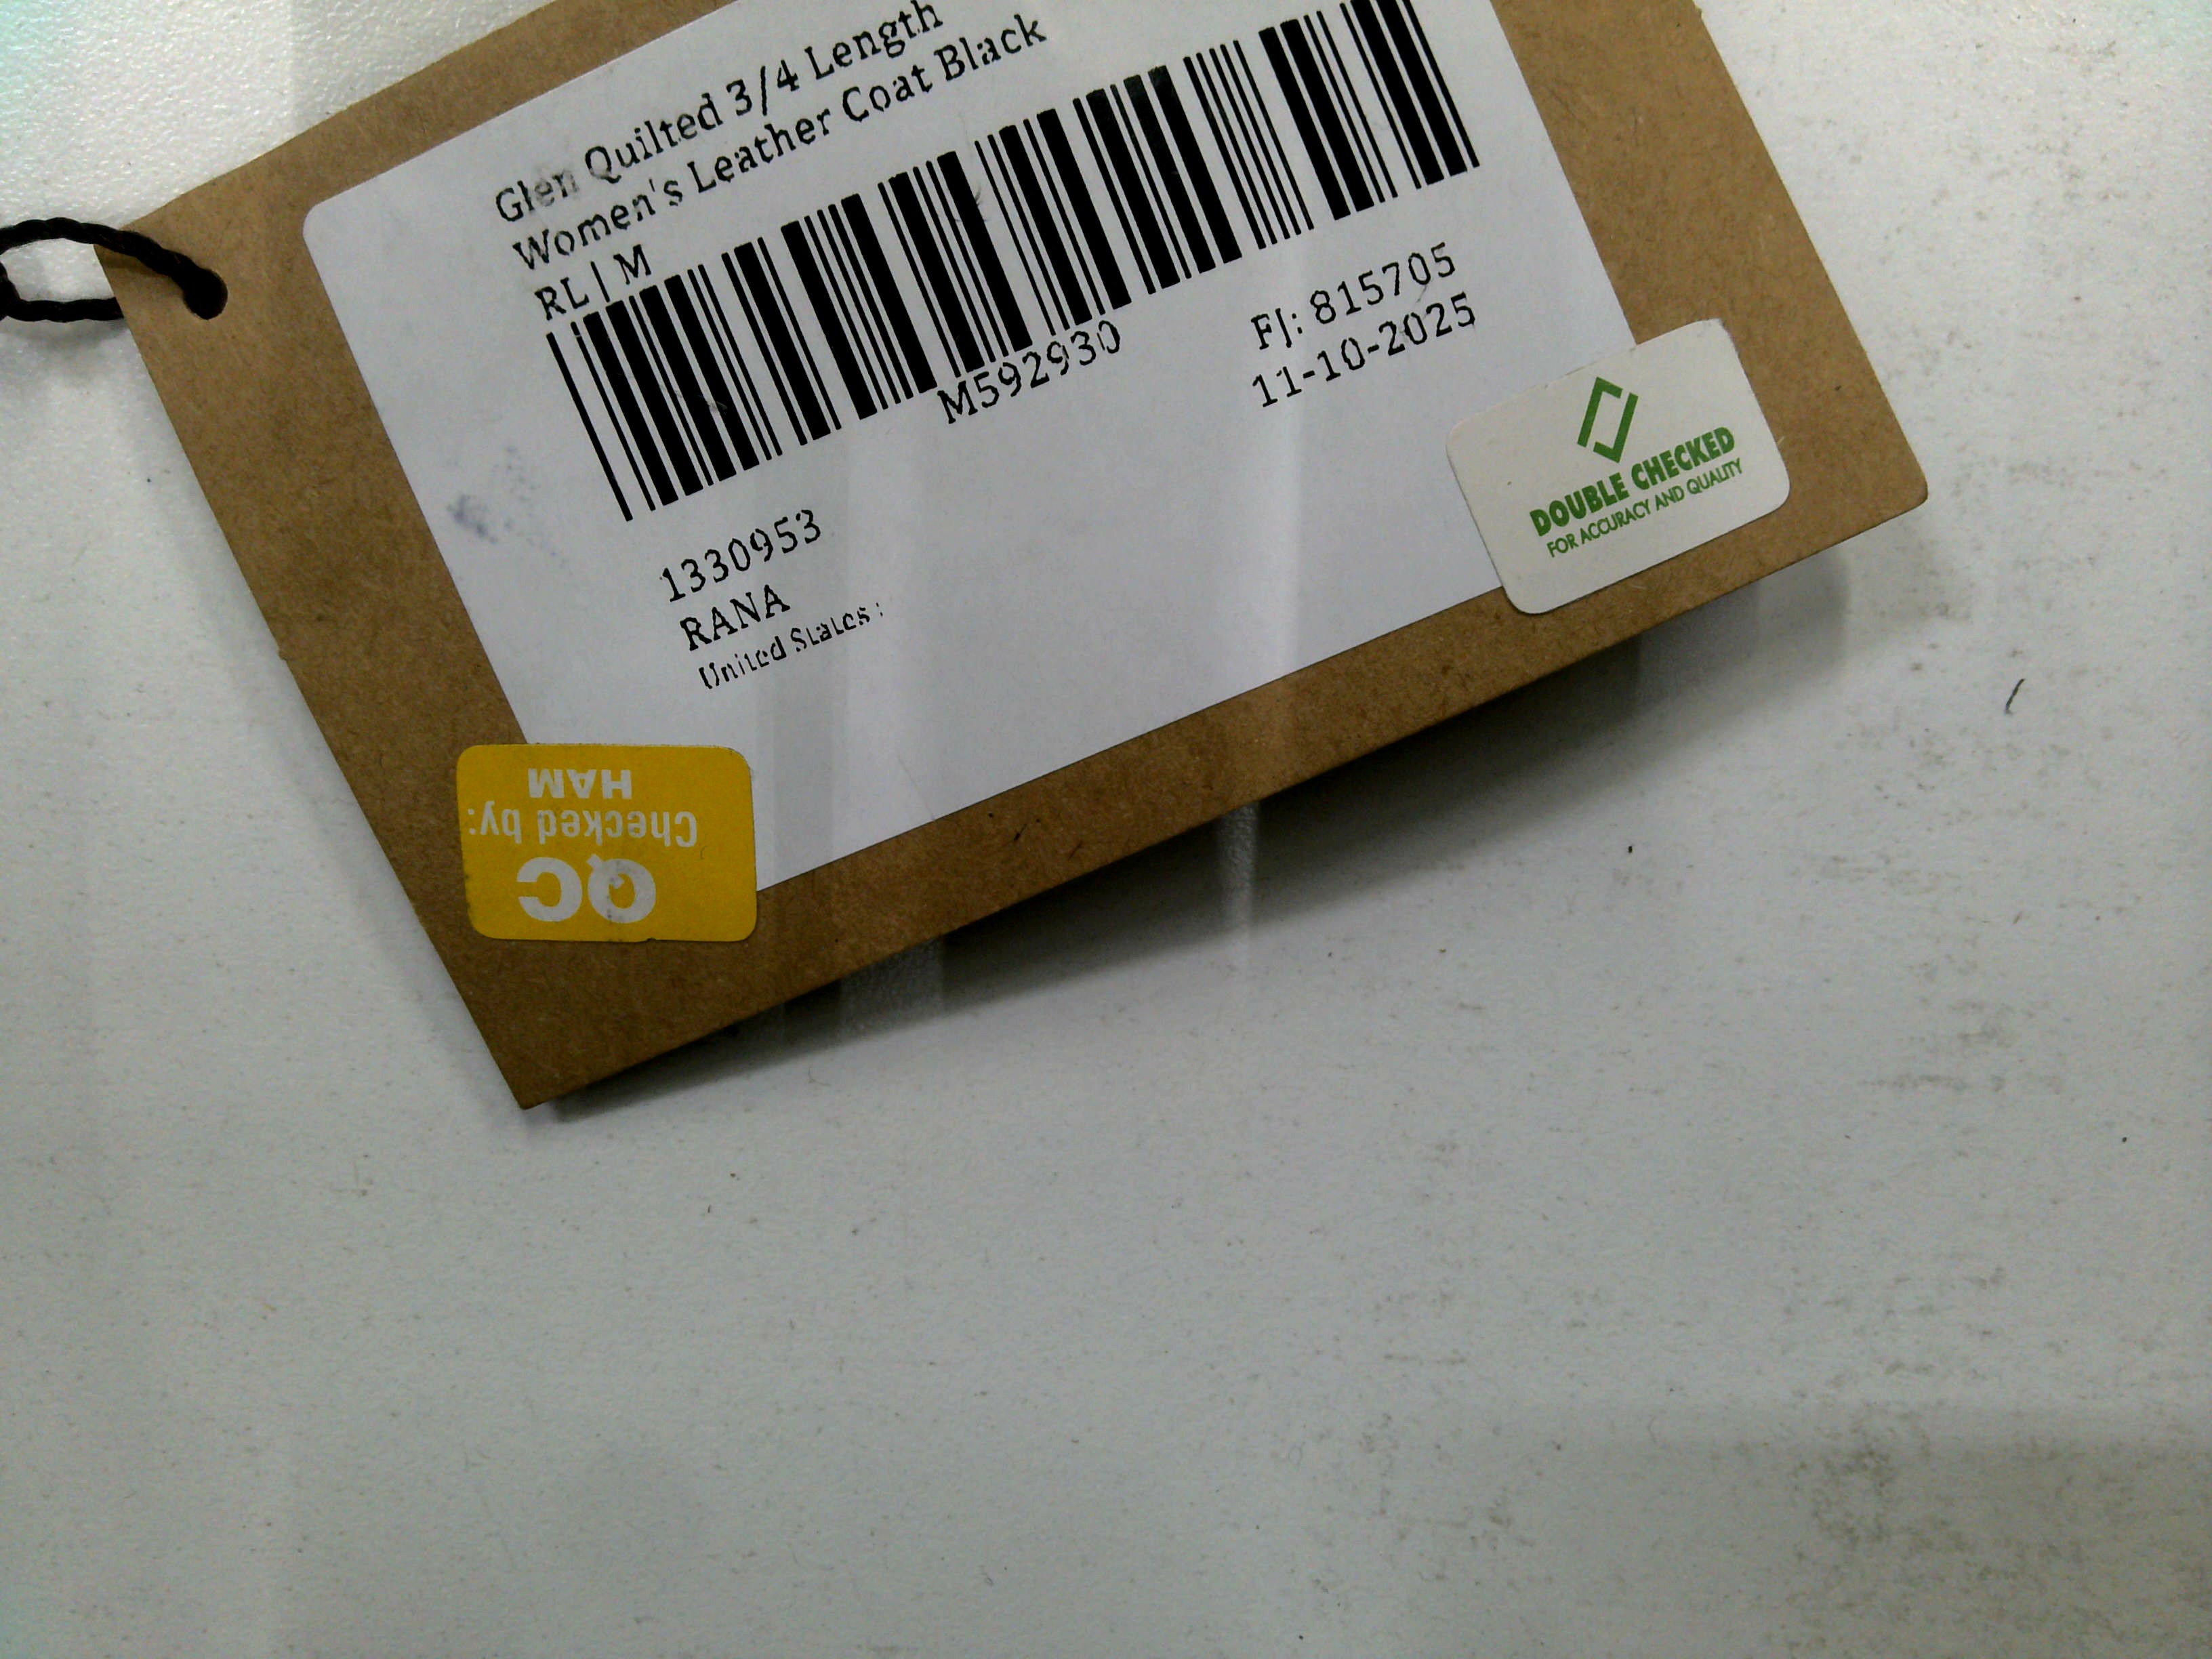 Glen Quilted 3/4 Length
Women's Leather Coat Black
RL | M
M592930
FJ: 815705
11-10-2025
1330953
RANA
United States :
DOUBLE CHECKED
FOR ACCURACY AND QUALITY
QC
Checked by:
HAM